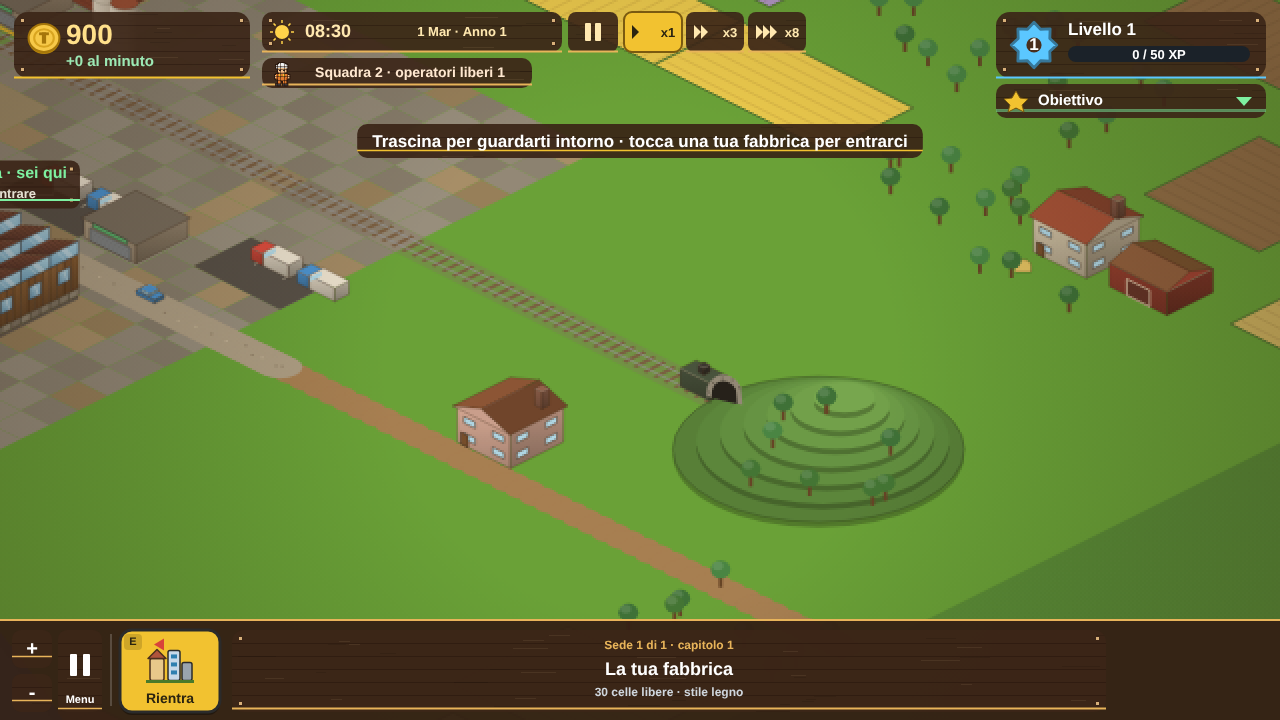 900
+0 al minuto
08:30
1 Mar · Anno 1
x1
x3
x8
Squadra 2 · operatori liberi 1
1
Livello 1
0 / 50 XP
Obiettivo
Trascina per guardarti intorno · tocca una tua fabbrica per entrarci
· sei qui
+
-
Menu
E
Rientra
Sede 1 di 1 · capitolo 1
La tua fabbrica
30 celle libere · stile legno